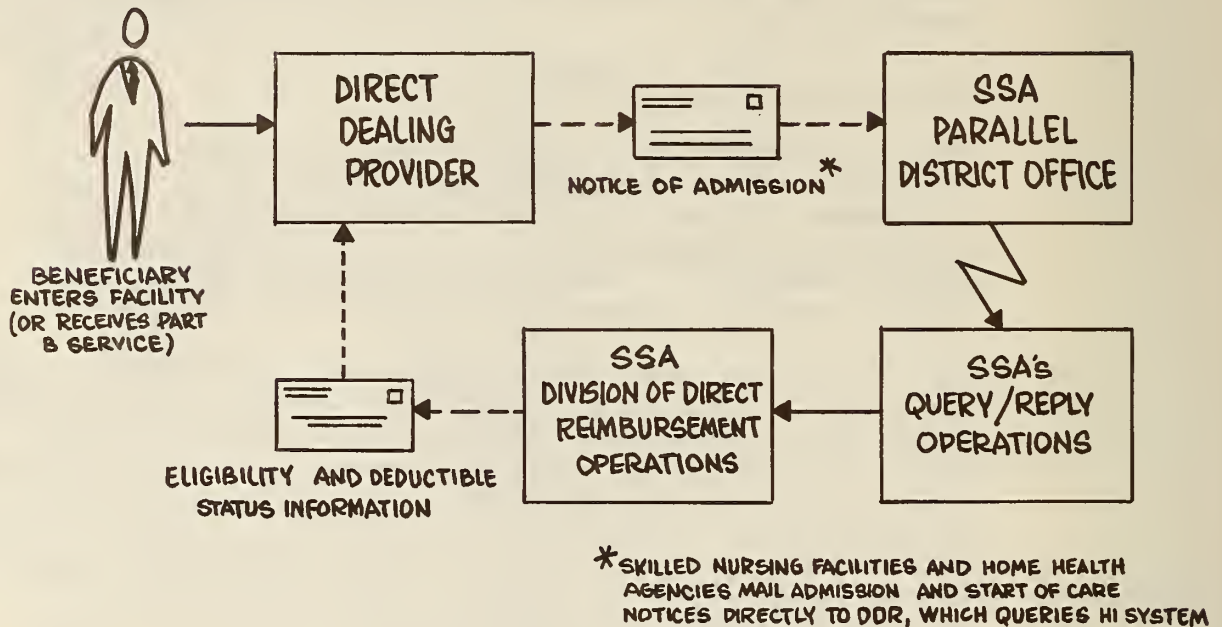 DIRECT
DEALING
PROVIDER
NOTICE OF ADMISSION*
SSA
PARALLEL
DISTRICT OFFICE
BENEFICIARY
ENTERS FACILITY
(OR RECEIVES PART
B SERVICE)
SSA'S
QUERY/REPLY
OPERATIONS
SSA
DIVISION OF DIRECT
REIMBURSEMENT
OPERATIONS
ELIGIBILITY AND DEDUCTIBLE
STATUS INFORMATION
*SKILLED NURSING FACILITIES AND HOME HEALTH
AGENCIES MAIL ADMISSION AND START OF CARE
NOTICES DIRECTLY TO DDR, WHICH QUERIES HI SYSTEM